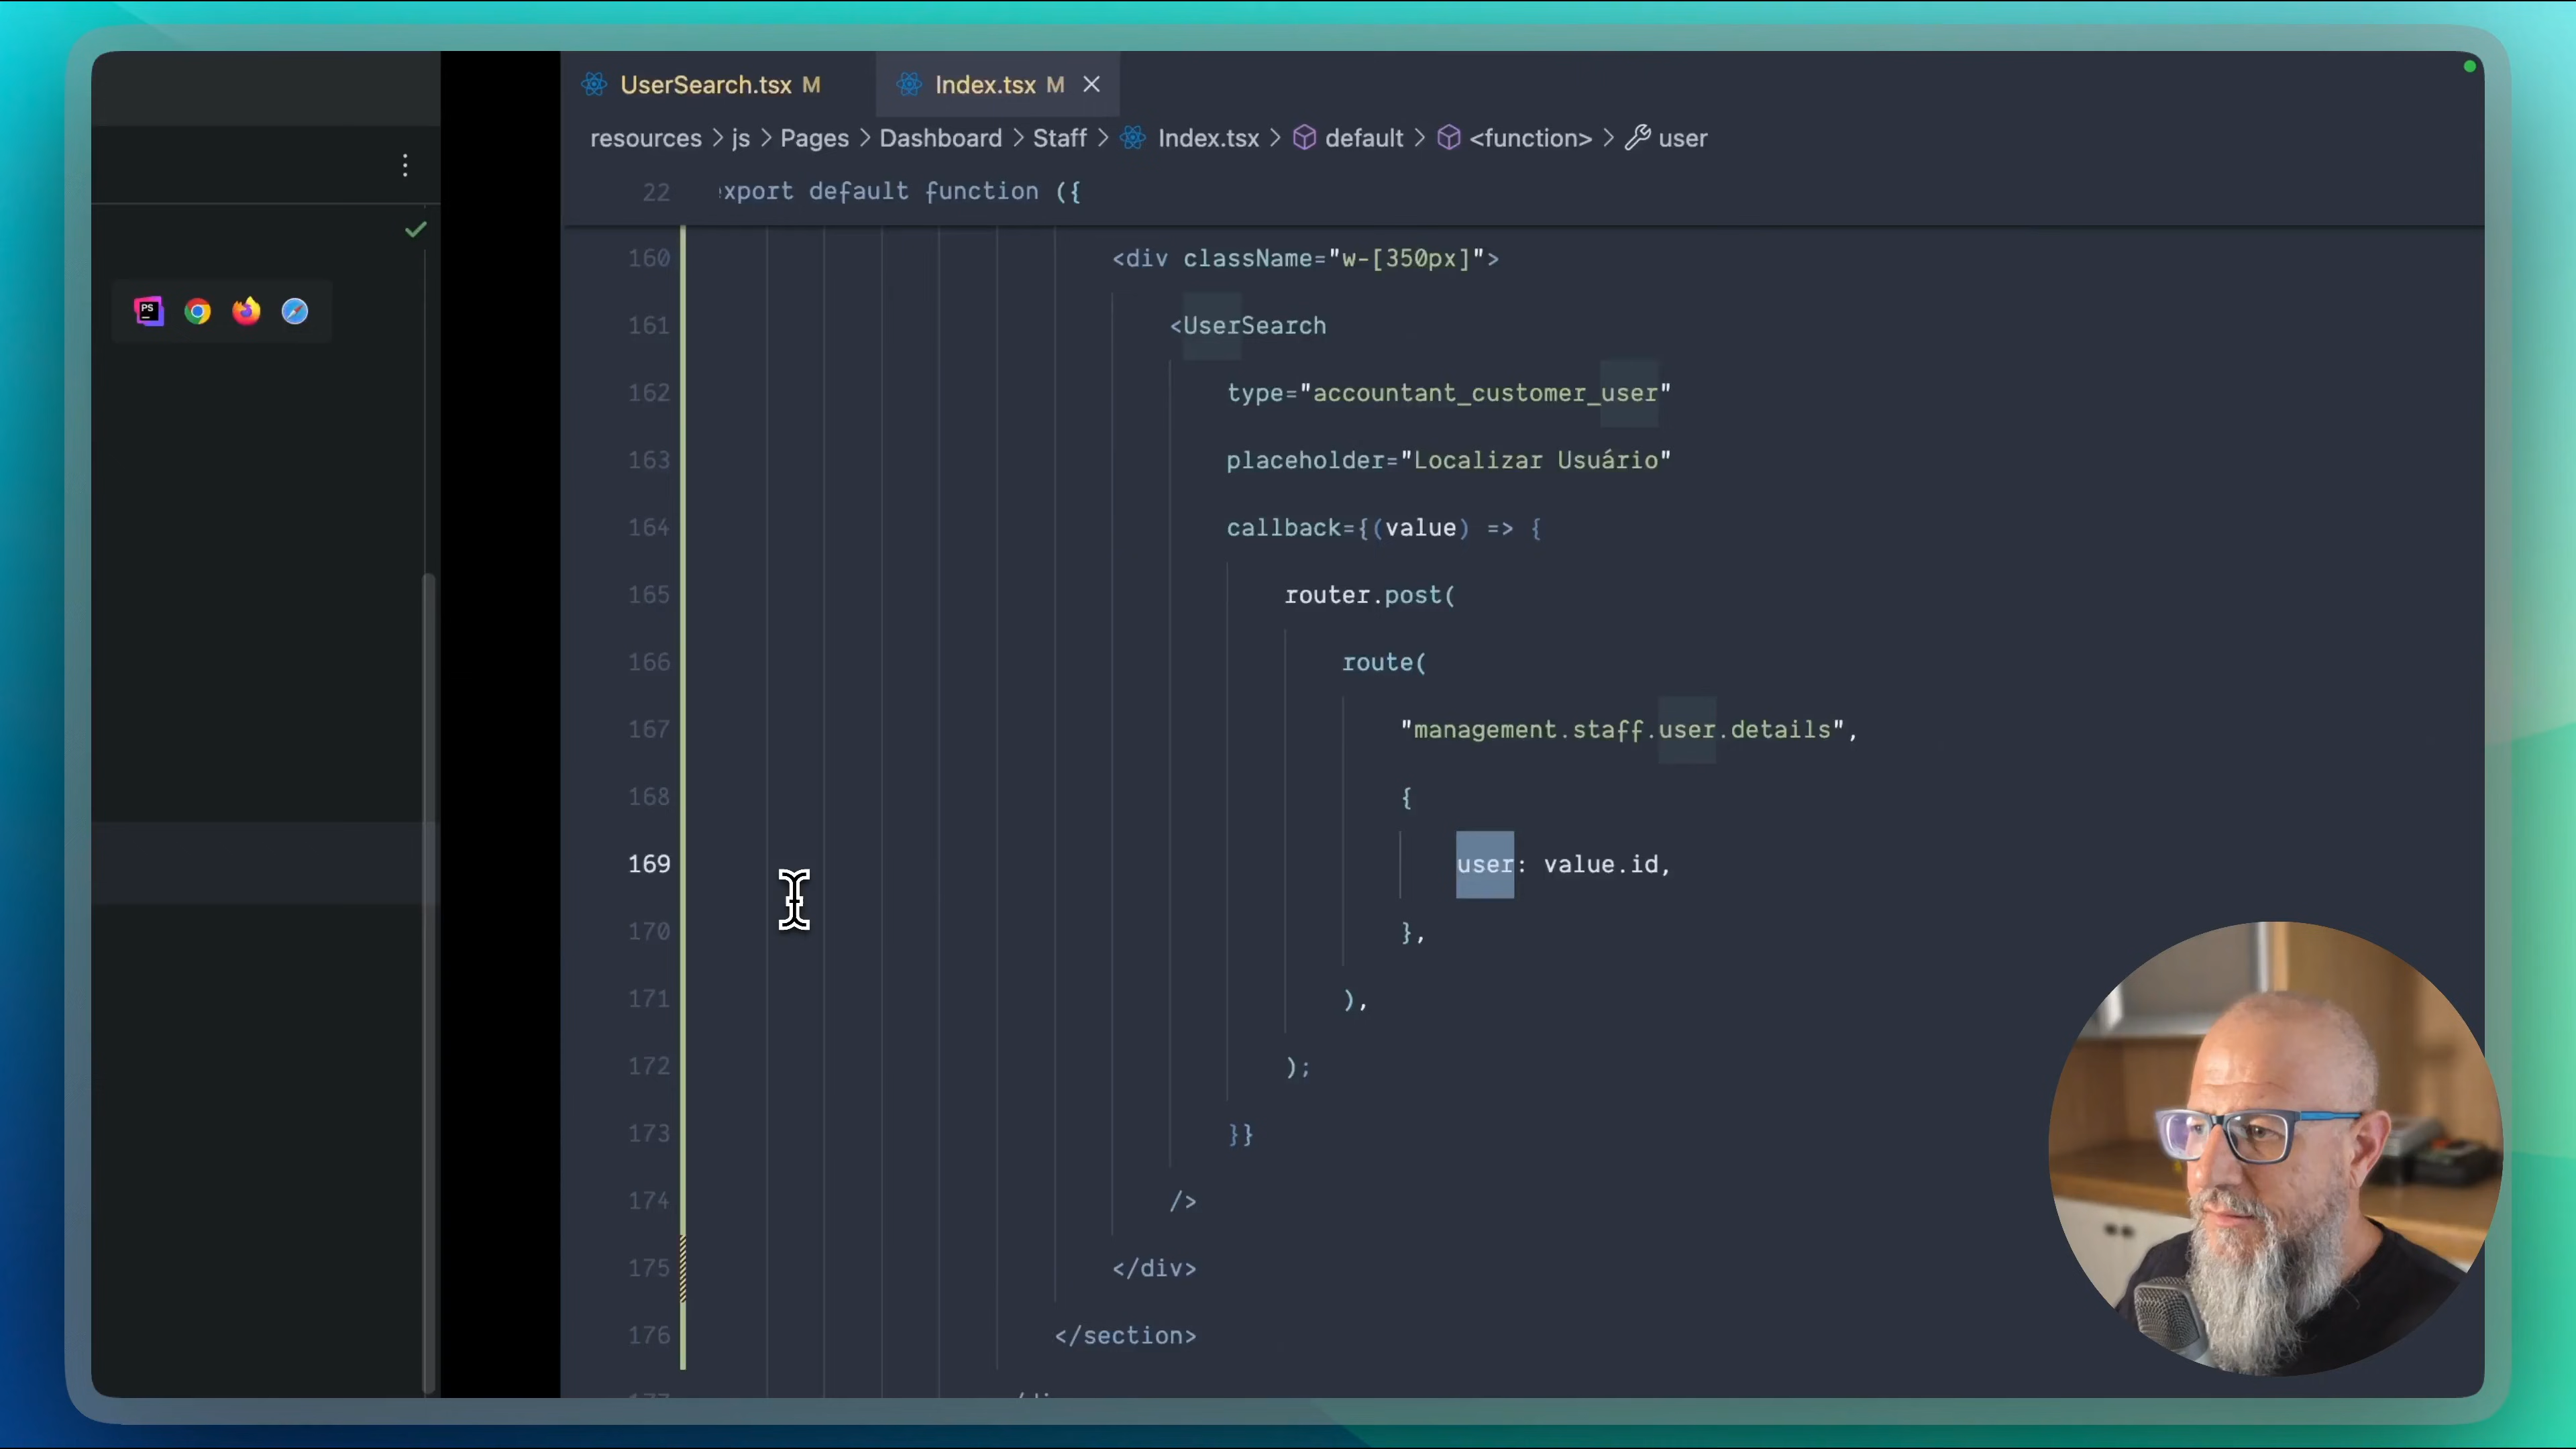 UserSearch.tsx M
Index.tsx M
resources > js > Pages > Dashboard > Staff > Index.tsx > default > <function> > user
22 export default function ({
160 <div className="w-[350px]">
161 <UserSearch
162 type="accountant_customer_user"
163 placeholder="Localizar Usuário"
164 callback={(value) => {
165 router.post(
166 route(
167 "management.staff.user.details",
168 {
169 user: value.id,
170 },
171 ),
172 );
173 }}
174 />
175 </div>
176 </section>
PS